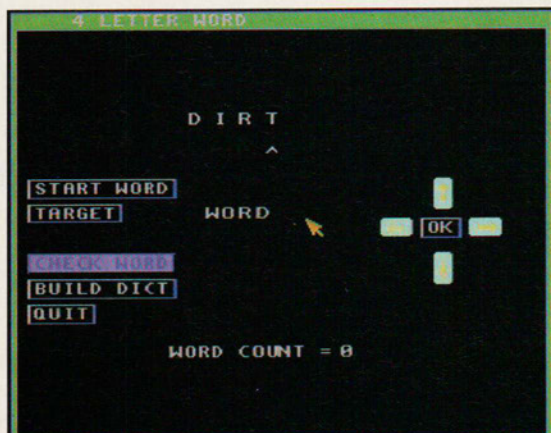 4 LETTER WORD
D I R T
^
START WORD
TARGET WORD
OK
CHECK WORD
BUILD DICT
QUIT
WORD COUNT = 0